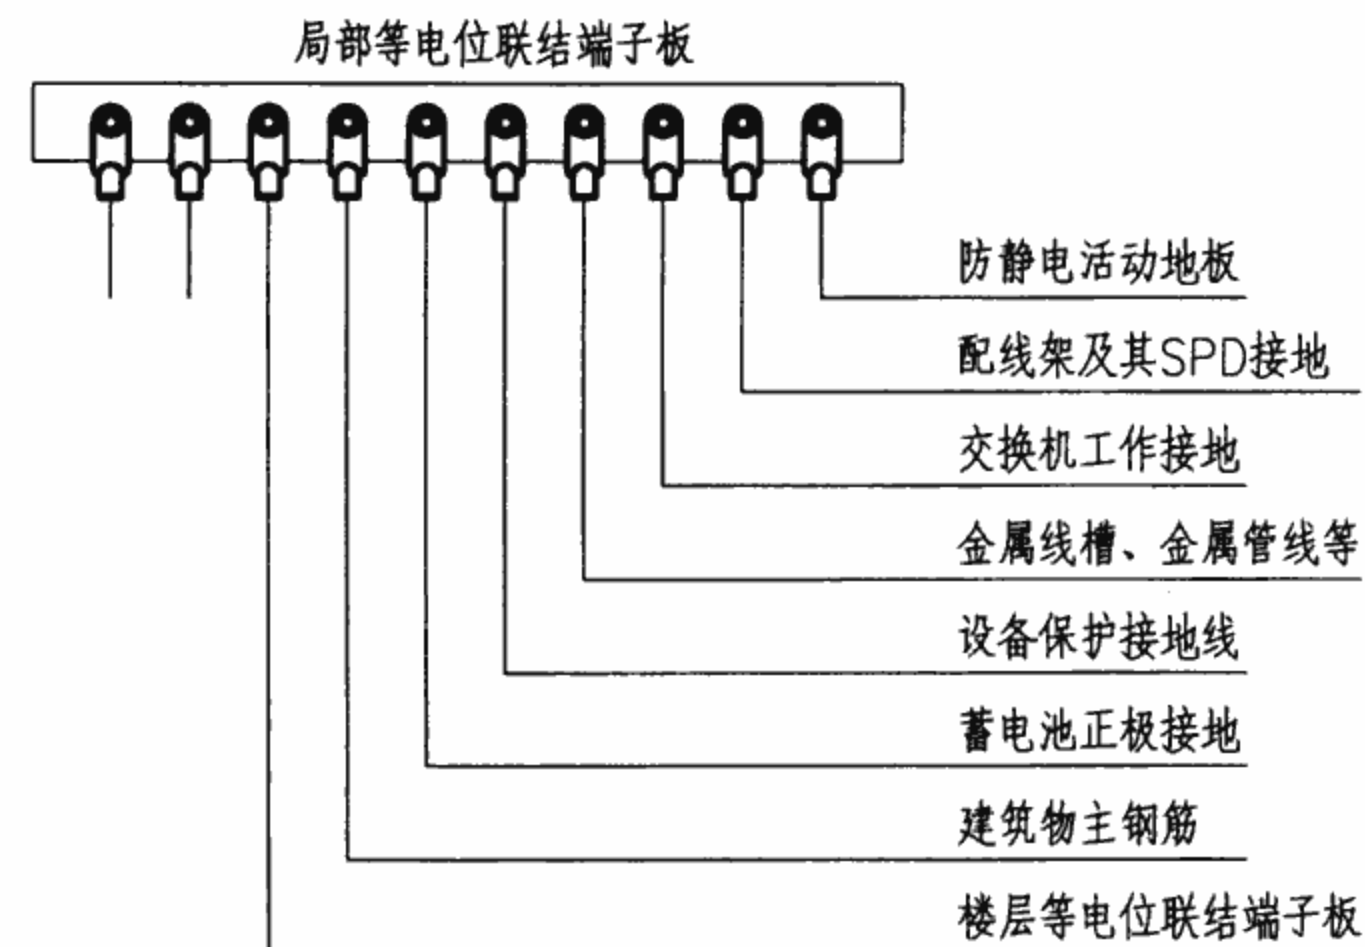 局部等电位联结端子板
防静电活动地板
配线架及其SPD接地
交换机工作接地
金属线槽、金属管线等
设备保护接地线
蓄电池正极接地
建筑物主钢筋
楼层等电位联结端子板